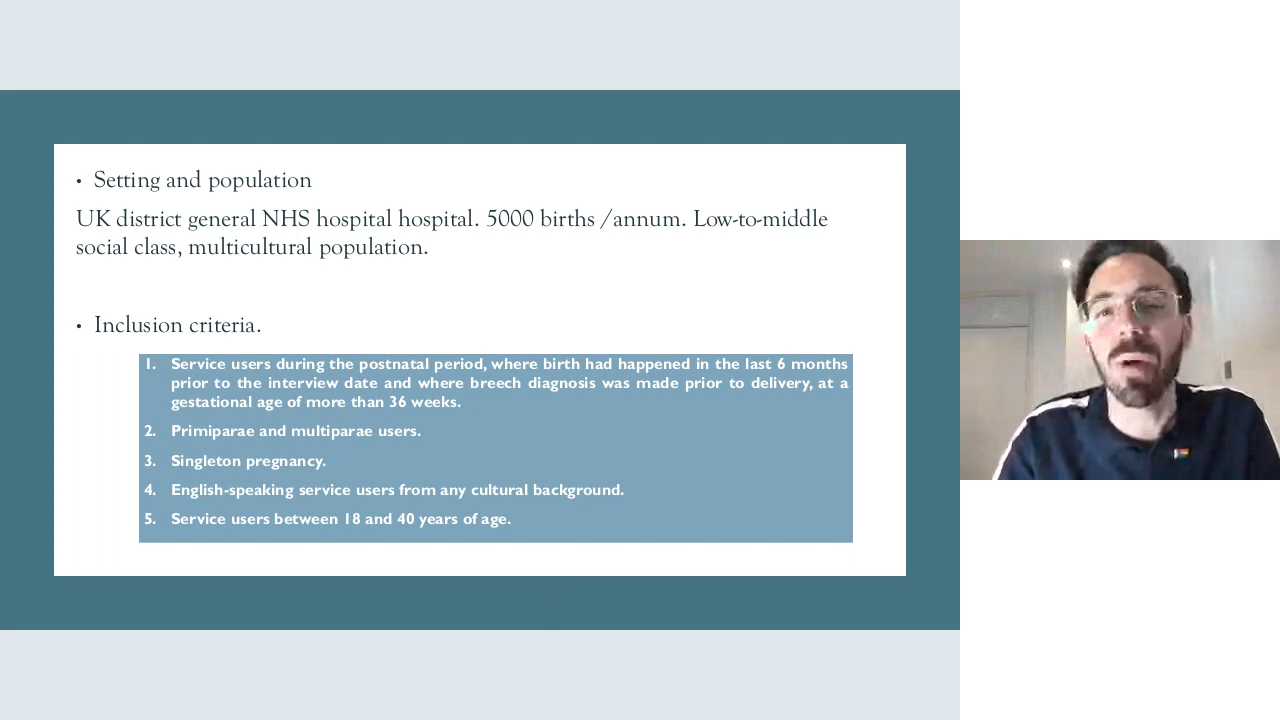 • Setting and population
UK district general NHS hospital hospital. 5000 births /annum. Low-to-middle
social class, multicultural population.
• Inclusion criteria.
1. Service users during the postnatal period, where birth had happened in the last 6 months
prior to the interview date and where breech diagnosis was made prior to delivery, at a
gestational age of more than 36 weeks.
2. Primiparae and multiparae users.
3. Singleton pregnancy.
4. English-speaking service users from any cultural background.
5. Service users between 18 and 40 years of age.